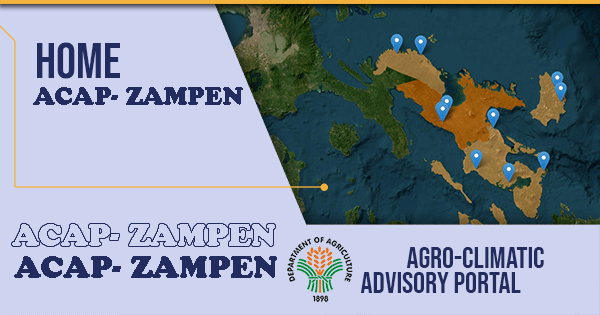 HOME
ACAP- ZAMPEN
ACAP- ZAMPEN
ACAP- ZAMPEN
DEPARTMENT OF AGRICULTURE
1898
AGRO-CLIMATIC
ADVISORY PORTAL